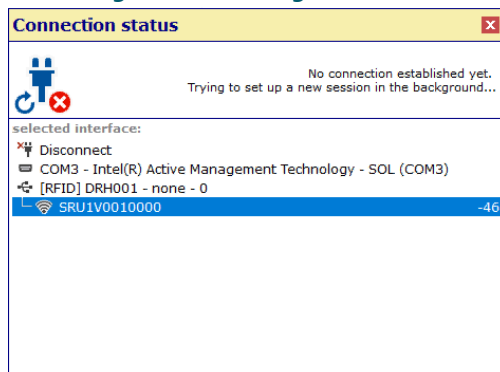 Connection status
No connection established yet.
Trying to set up a new session in the background...
selected interface:
Disconnect
COM3 - Intel(R) Active Management Technology - SOL (COM3)
[RFID] DRH001 - none - 0
SRU1V0010000 -46